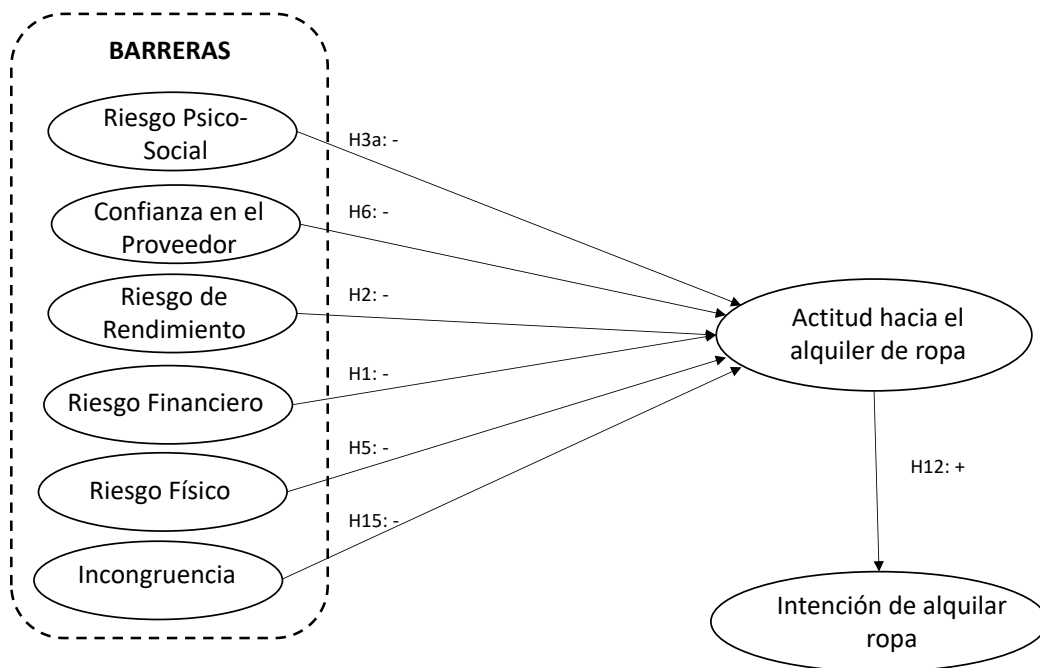 BARRERAS
Riesgo Psico-
Social
H3a: -
Confianza en el
Proveedor
H6: -
Riesgo de
Rendimiento
H2: -
Riesgo Financiero
H1: -
Riesgo Físico
H5: -
Incongruencia
H15: -
Actitud hacia el
alquiler de ropa
H12: +
Intención de alquilar
ropa